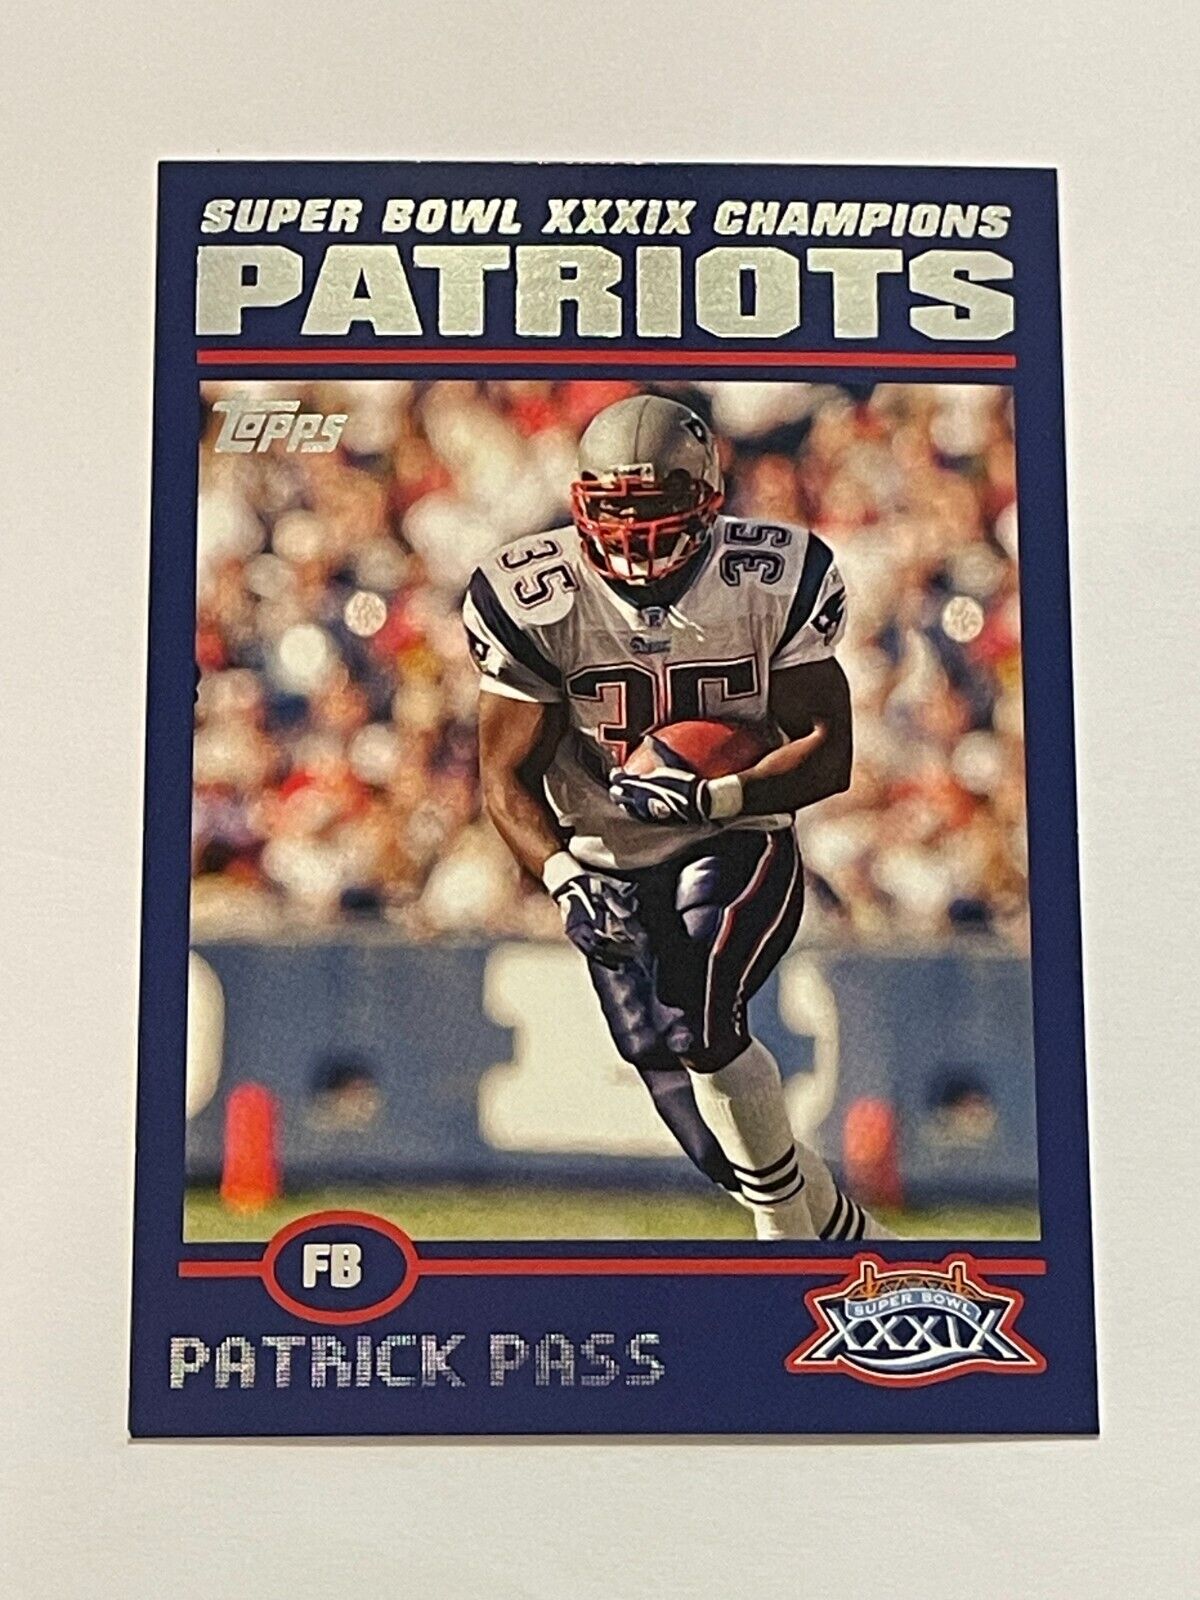 SUPER BOWL XXXIX CHAMPIONS
PATRIOTS
TOPPS
35
35
35
FB
SUPER BOWL
XXXIX
PATRICK PASS